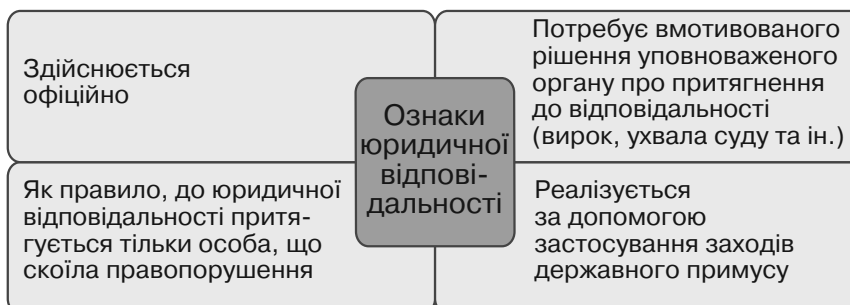 Здійснюється
офіційно
Потребує вмотивованого
рішення уповноваженого
органу про притягнення
до відповідальності
(вирок, ухвала суду та ін.)
Ознаки
юридичної
відпові-
дальності
Як правило, до юридичної
відповідальності притя-
гується тільки особа, що
скоїла правопорушення
Реалізується
за допомогою
застосування заходів
державного примусу